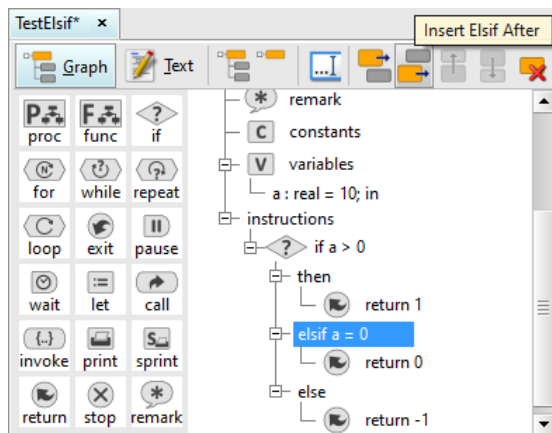 TestElsif* ×
Insert Elsif After
Graph Text
P proc F func ? if
N for ? while ? repeat
loop exit pause
wait := let call
{..} invoke print S sprint
return stop * remark
* remark
C constants
V variables
a : real = 10; in
instructions
? if a > 0
then
return 1
elsif a = 0
return 0
else
return -1